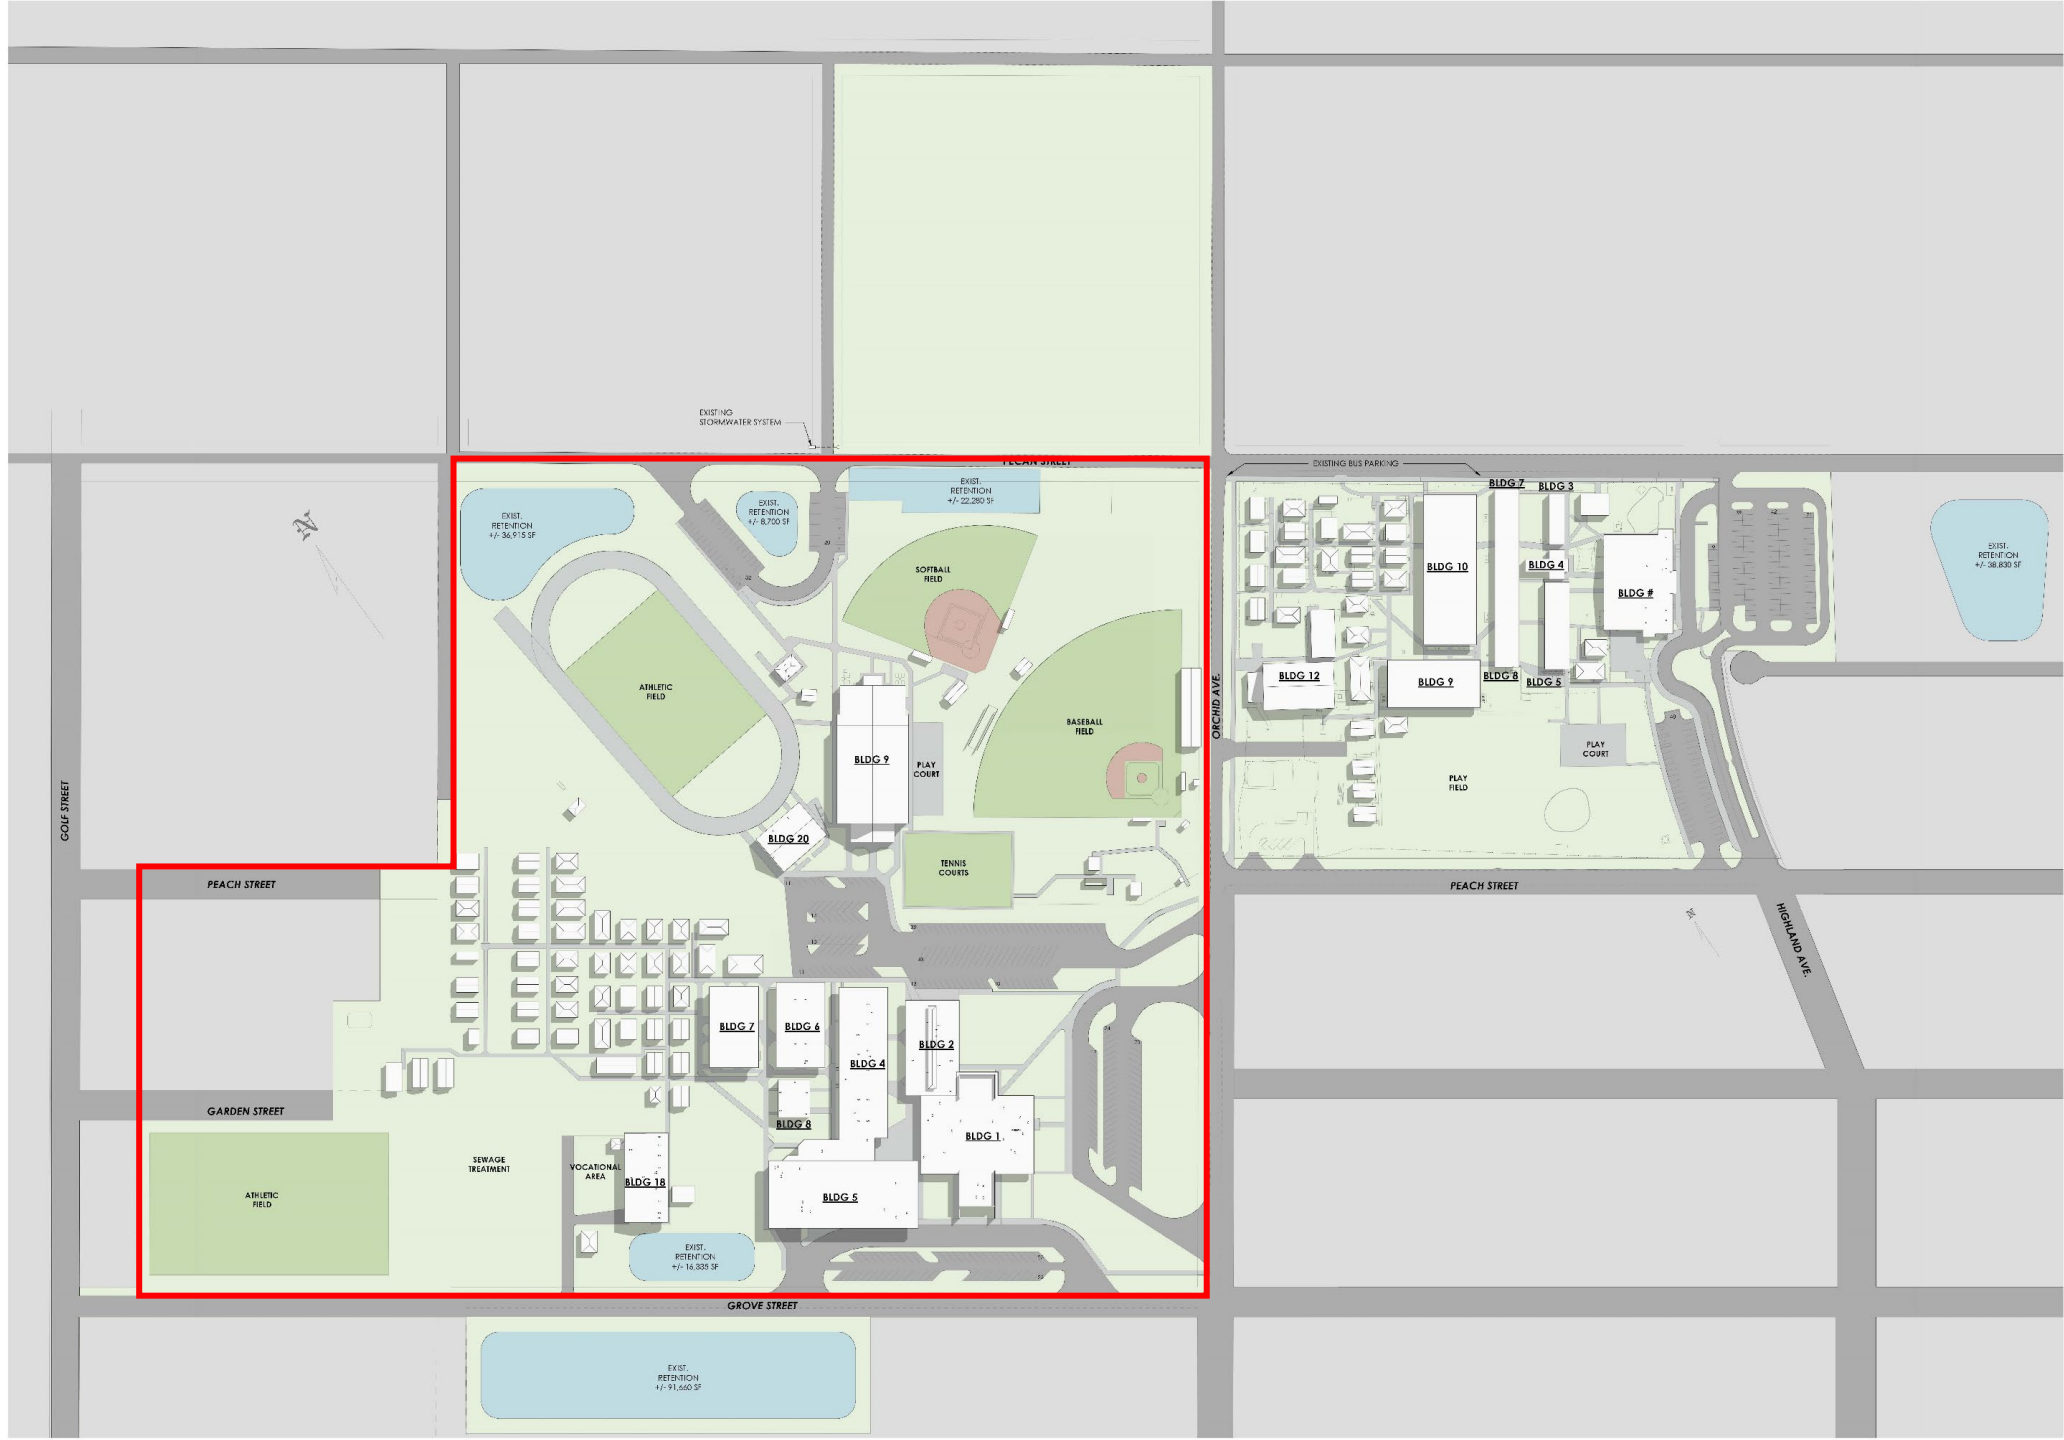 EXISTING
STORMWATER SYSTEM
PECAN STREET
EXISTING BUS PARKING
EXIST.
RETENTION
+/- 36,915 SF
EXIST.
RETENTION
+/- 8,700 SF
EXIST.
RETENTION
+/- 22,280 SF
SOFTBALL
FIELD
ATHLETIC
FIELD
BASEBALL
FIELD
BLDG 9
PLAY
COURT
BLDG 20
TENNIS
COURTS
ORCHID AVE.
BLDG 7
BLDG 3
BLDG 10
BLDG 4
BLDG #
BLDG 12
BLDG 9
BLDG 8
BLDG 5
PLAY
COURT
PLAY
FIELD
EXIST.
RETENTION
+/- 38,830 SF
GOLF STREET
PEACH STREET
PEACH STREET
HIGHLAND AVE.
N
N
BLDG 7
BLDG 6
BLDG 4
BLDG 2
BLDG 8
BLDG 1
BLDG 5
GARDEN STREET
ATHLETIC
FIELD
SEWAGE
TREATMENT
VOCATIONAL
AREA
BLDG 18
EXIST.
RETENTION
+/- 16,335 SF
GROVE STREET
EXIST.
RETENTION
+/- 91,660 SF